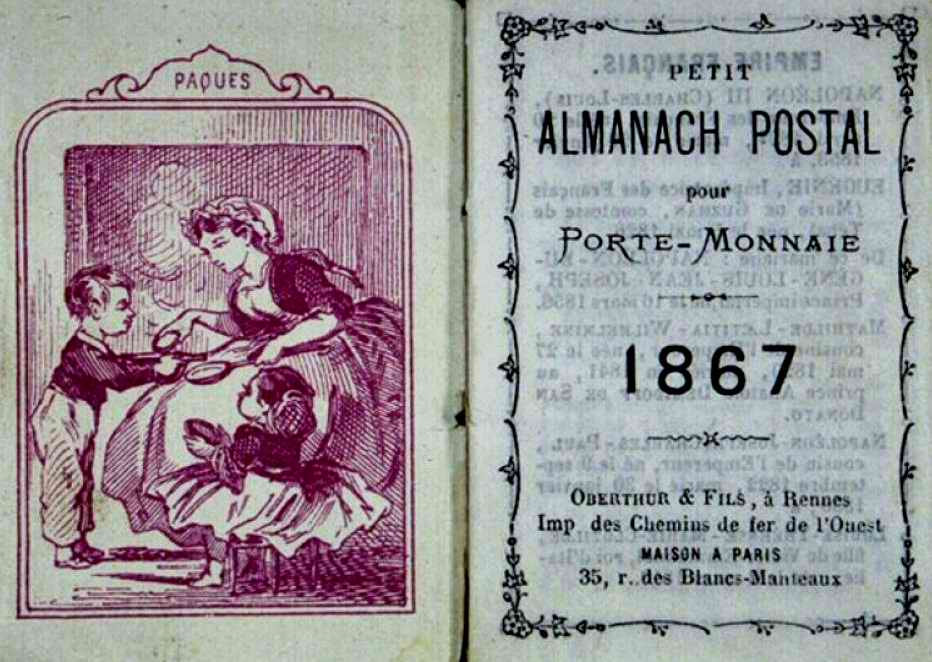 PAQUES
PETIT
ALMANACH POSTAL
pour
PORTE-MONNAIE
1867
OBERTHUR & FILS, à Rennes
Imp. des Chemins de fer de l'Ouest
MAISON A PARIS
35, r. des Blancs-Manteaux